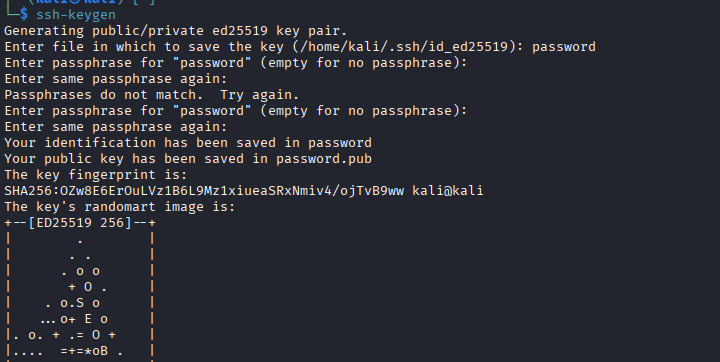 (kali㉿kali)-[~]
└─$ ssh-keygen
Generating public/private ed25519 key pair.
Enter file in which to save the key (/home/kali/.ssh/id_ed25519): password
Enter passphrase for "password" (empty for no passphrase):
Enter same passphrase again:
Passphrases do not match.  Try again.
Enter passphrase for "password" (empty for no passphrase):
Enter same passphrase again:
Your identification has been saved in password
Your public key has been saved in password.pub
The key fingerprint is:
SHA256:OZw8E6ErOuLVz1B6L9Mz1xiueaSRxNmiv4/ojTvB9ww kali@kali
The key's randomart image is:
+--[ED25519 256]--+
|        .        |
|       . .       |
|      . o o      |
|       + O .     |
|    . o.S o      |
|   ...o+ E o     |
|. o. + .= O +    |
|....  =+=*oB .   |